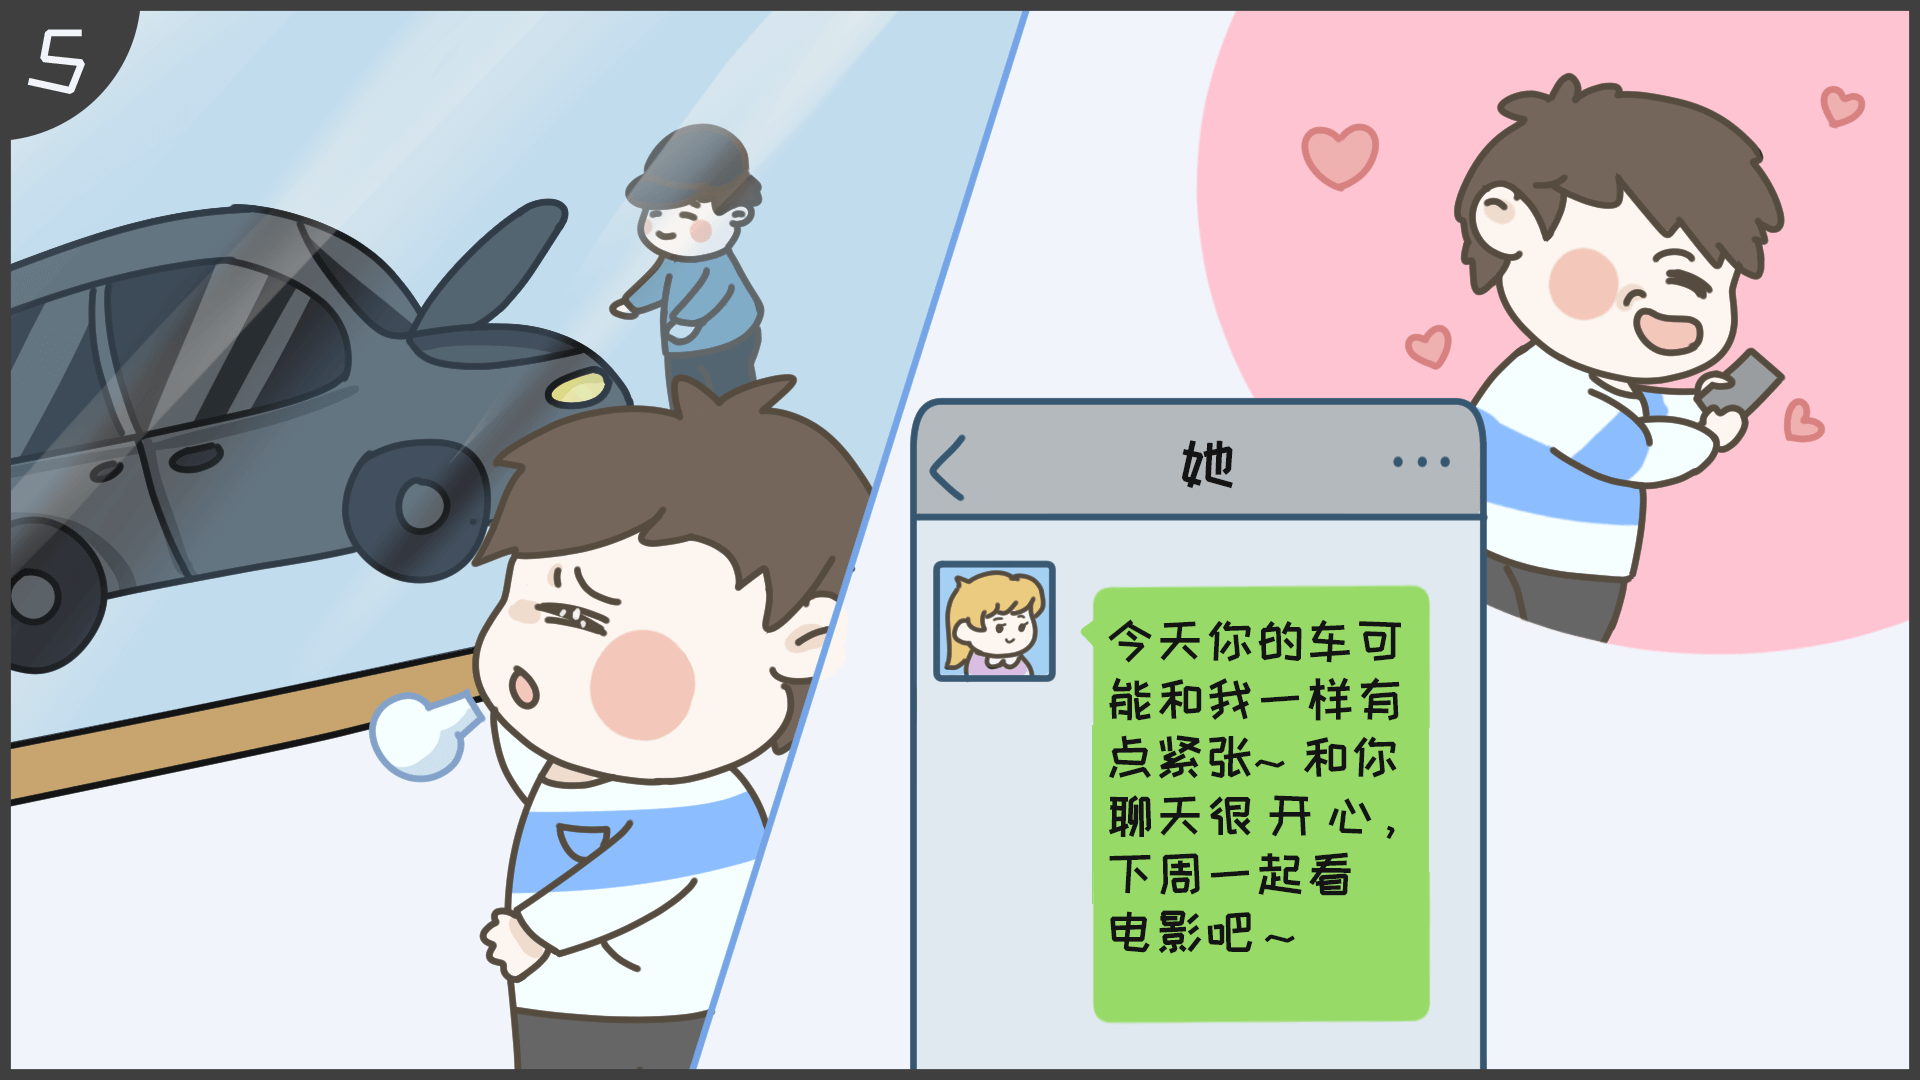 5
她
今天你的车可
能和我一样有
点紧张~和你
聊天很开心，
下周一起看
电影吧~